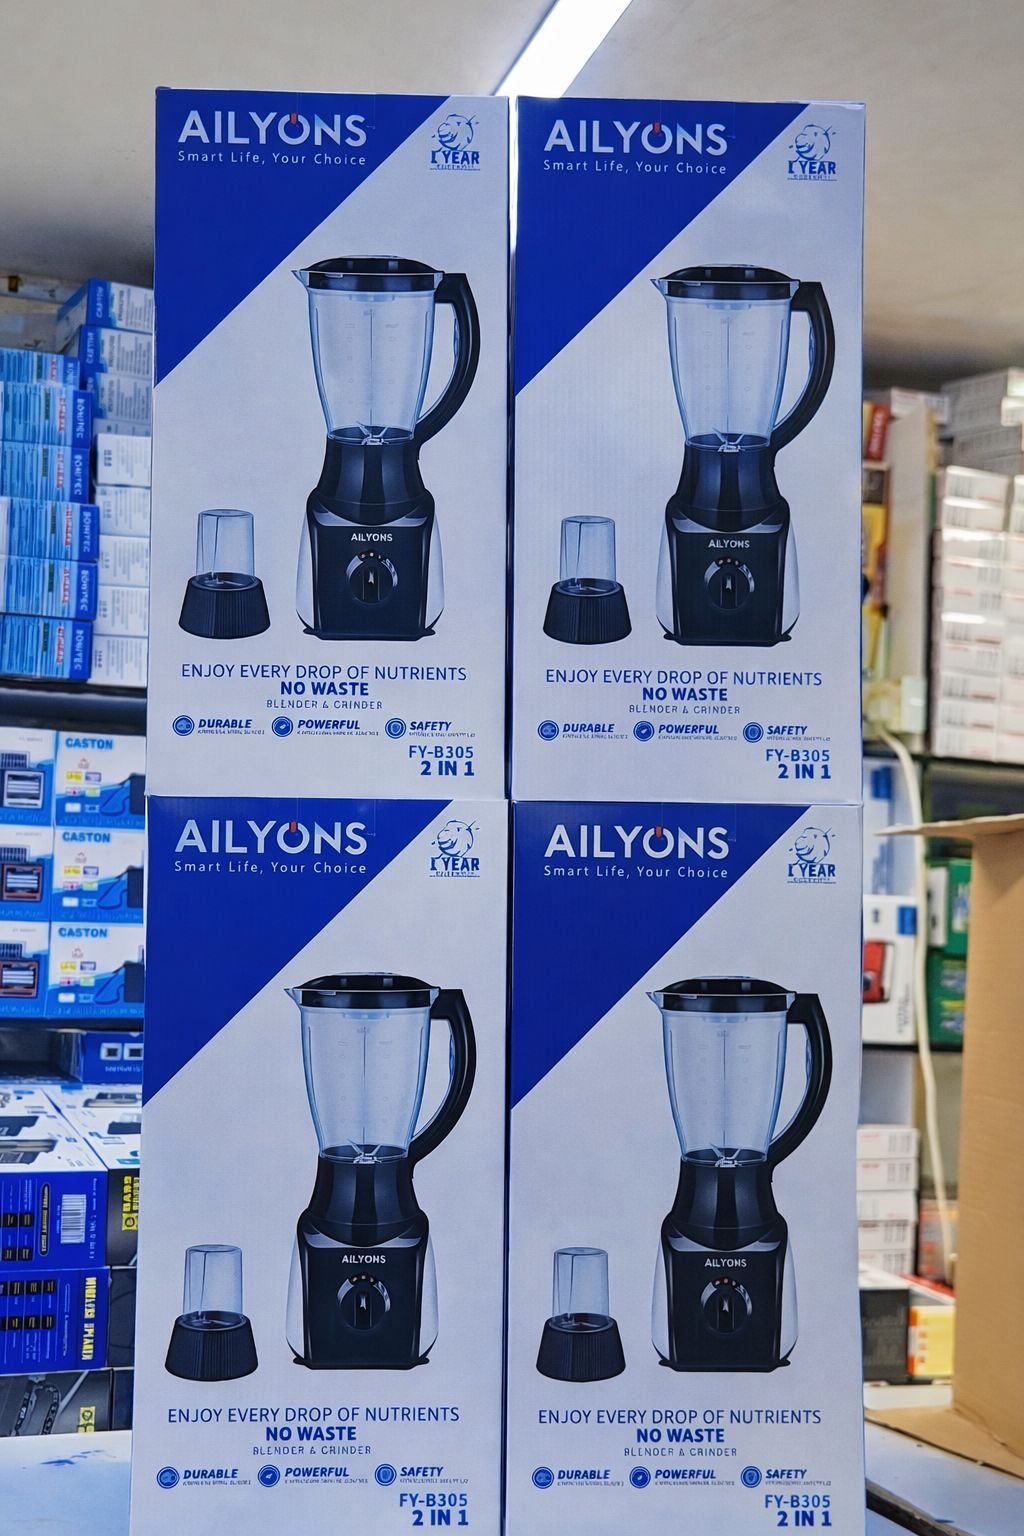 AILYONS
Smart Life, Your Choice
1 YEAR
AILYONS
ENJOY EVERY DROP OF NUTRIENTS
NO WASTE
BLENDER & GRINDER
DURABLE POWERFUL SAFETY
FY-B305
2 IN 1
AILYONS
Smart Life, Your Choice
1 YEAR
AILYONS
ENJOY EVERY DROP OF NUTRIENTS
NO WASTE
BLENDER & GRINDER
DURABLE POWERFUL SAFETY
FY-B305
2 IN 1
AILYONS
Smart Life, Your Choice
1 YEAR
AILYONS
ENJOY EVERY DROP OF NUTRIENTS
NO WASTE
BLENDER & GRINDER
DURABLE POWERFUL SAFETY
FY-B305
2 IN 1
AILYONS
Smart Life, Your Choice
1 YEAR
AILYONS
ENJOY EVERY DROP OF NUTRIENTS
NO WASTE
BLENDER & GRINDER
DURABLE POWERFUL SAFETY
FY-B305
2 IN 1
CASTON
CASTON
CASTON